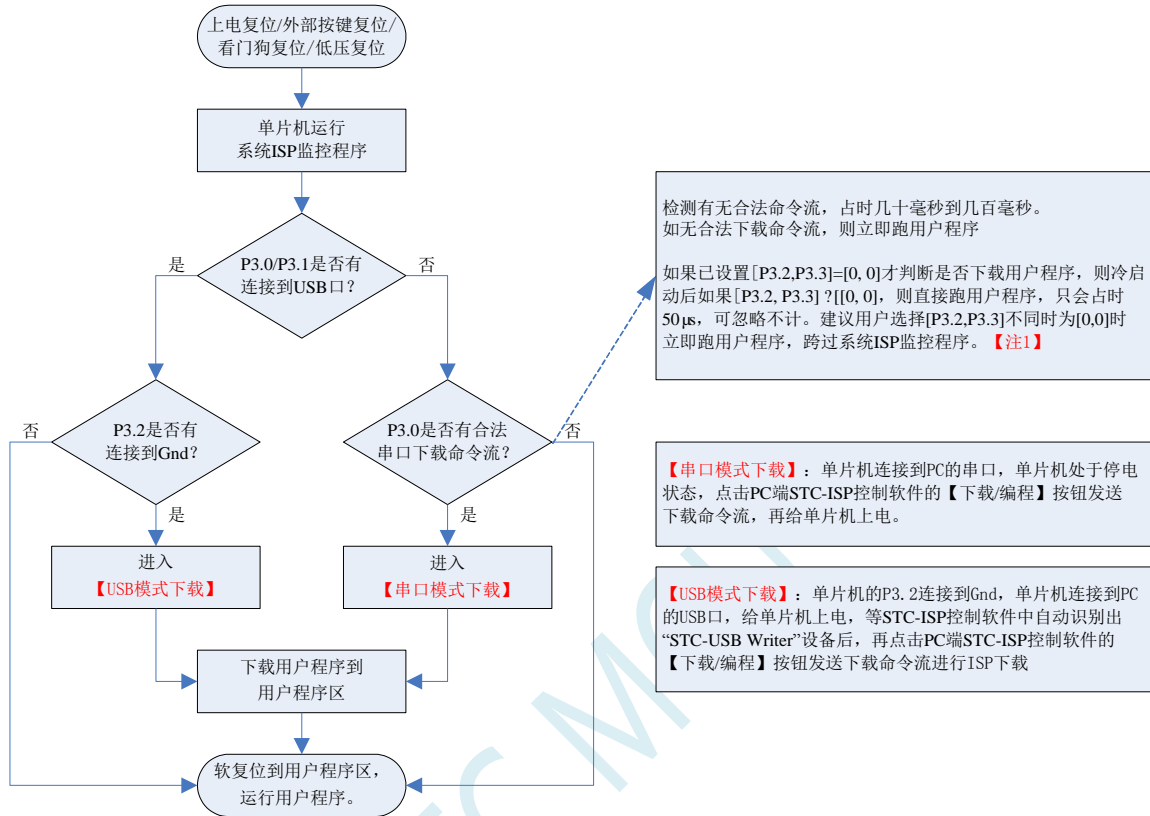 上电复位/外部按键复位/
看门狗复位/低压复位
单片机运行
系统ISP监控程序
P3.0/P3.1是否有
连接到USB口?
是
否
P3.2是否有
连接到Gnd?
否
是
P3.0是否有合法
串口下载命令流?
否
是
进入
【USB模式下载】
进入
【串口模式下载】
下载用户程序到
用户程序区
软复位到用户程序区，
运行用户程序。
检测有无合法命令流，占时几十毫秒到几百毫秒。
如无合法下载命令流，则立即跑用户程序
如果已设置[P3.2,P3.3]=[0, 0]才判断是否下载用户程序，则冷启
动后如果[P3.2, P3.3] ?[[0, 0]，则直接跑用户程序，只会占时
50μs，可忽略不计。建议用户选择[P3.2,P3.3]不同时为[0,0]时
立即跑用户程序，跨过系统ISP监控程序。【注1】
【串口模式下载】：单片机连接到PC的串口，单片机处于停电
状态，点击PC端STC-ISP控制软件的【下载/编程】按钮发送
下载命令流，再给单片机上电。
【USB模式下载】：单片机的P3.2连接到Gnd，单片机连接到PC
的USB口，给单片机上电，等STC-ISP控制软件中自动识别出
“STC-USB Writer”设备后，再点击PC端STC-ISP控制软件的
【下载/编程】按钮发送下载命令流进行ISP下载